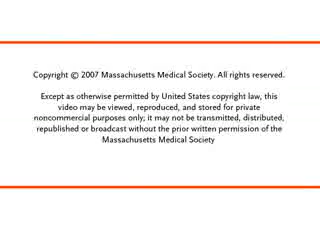 Copyright © 2007 Massachusetts Medical Society. All rights reserved.
Except as otherwise permitted by United States copyright law, this
video may be viewed, reproduced, and stored for private
noncommercial purposes only; it may not be transmitted, distributed,
republished or broadcast without the prior written permission of the
Massachusetts Medical Society